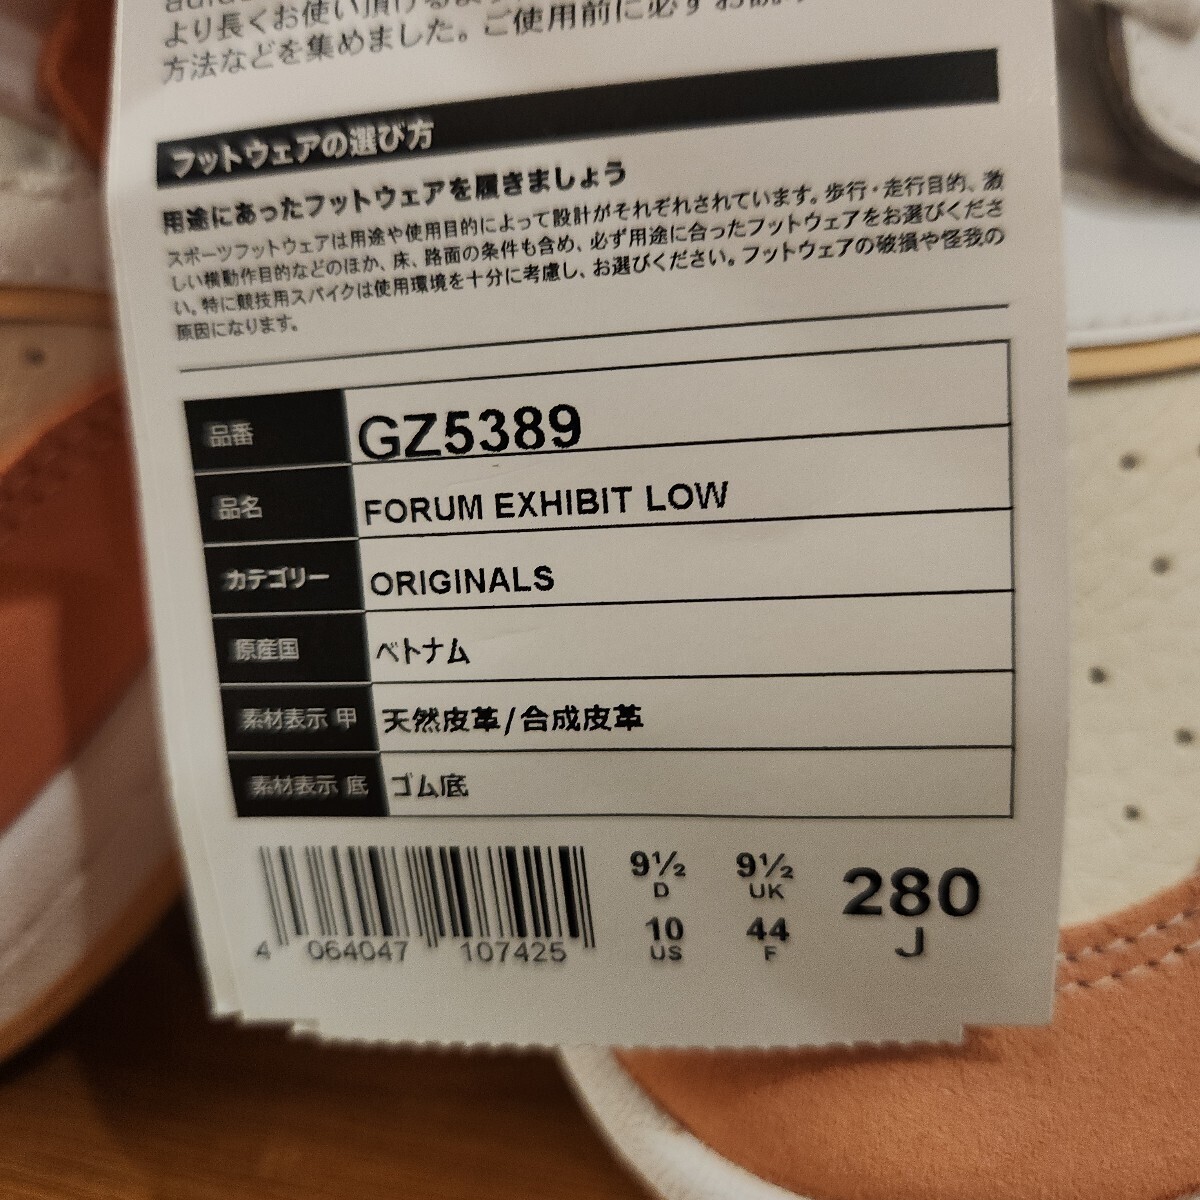 より長くお使い頂けるよ
方法などを集めました。ご使用前に必ずお読み
フットウェアの選び方
用途にあったフットウェアを履きましょう
スポーツフットウェアは用途や使用目的によって設計がそれぞれされています。歩行・走行目的、激
しい横動作目的などのほか、床、路面の条件も含め、必ず用途に合ったフットウェアをお選びくださ
い。特に競技用スパイクは使用環境を十分に考慮し、お選びください。フットウェアの破損や怪我の
原因になります。
品番 GZ5389
品名 FORUM EXHIBIT LOW
カテゴリー ORIGINALS
原産国 ベトナム
素材表示 甲 天然皮革/合成皮革
素材表示 底 ゴム底
9½ 9½ 280
D UK J
10 44
US F
4 064047 107425